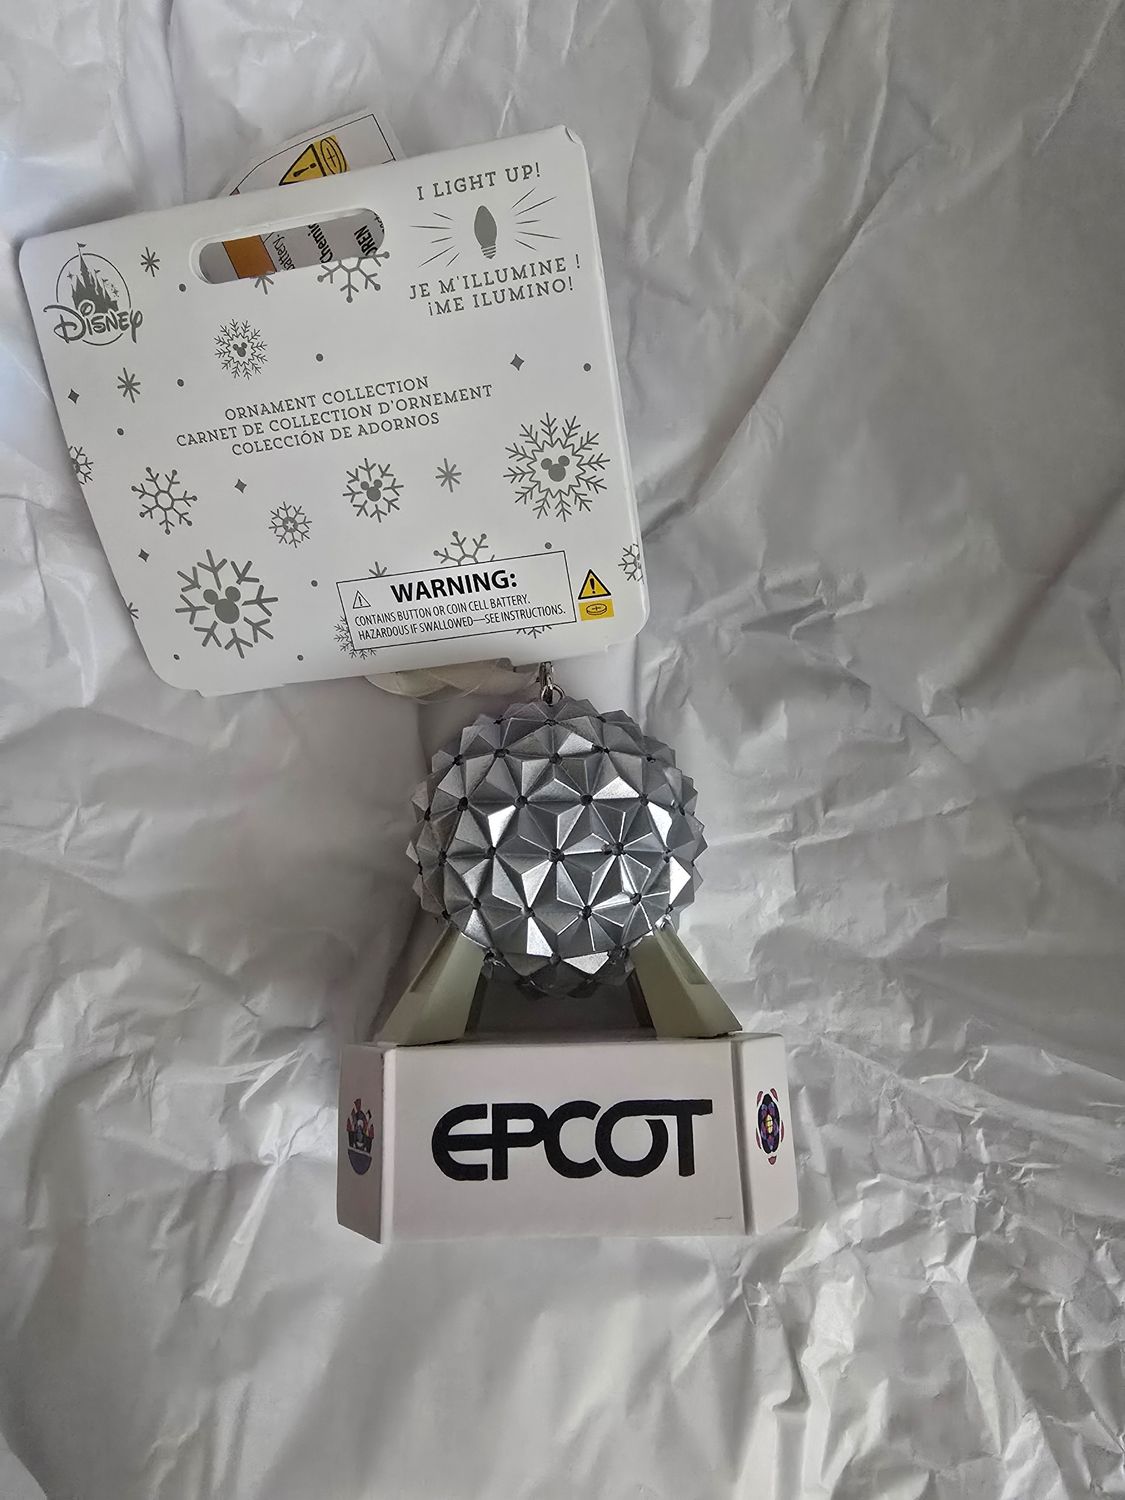 I LIGHT UP!
JE M'ILLUMINE !
¡ME ILUMINO!
DISNEY
ORNAMENT COLLECTION
CARNET DE COLLECTION D'ORNEMENT
COLECCIÓN DE ADORNOS
WARNING:
CONTAINS BUTTON OR COIN CELL BATTERY.
HAZARDOUS IF SWALLOWED—SEE INSTRUCTIONS.
EPCOT